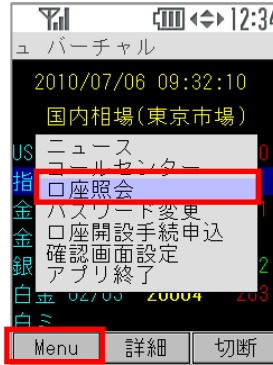 12:34
ュ バーチャル
2010/07/06 09:32:10
国内相場(東京市場)
US
ニュース
コールセンター
指
口座照会
金
パスワード変更
金
口座開設手続申込
確認画面設定
銀
アプリ終了
2
白金 02/03 20004 203
白ミ
Menu 詳細 切断